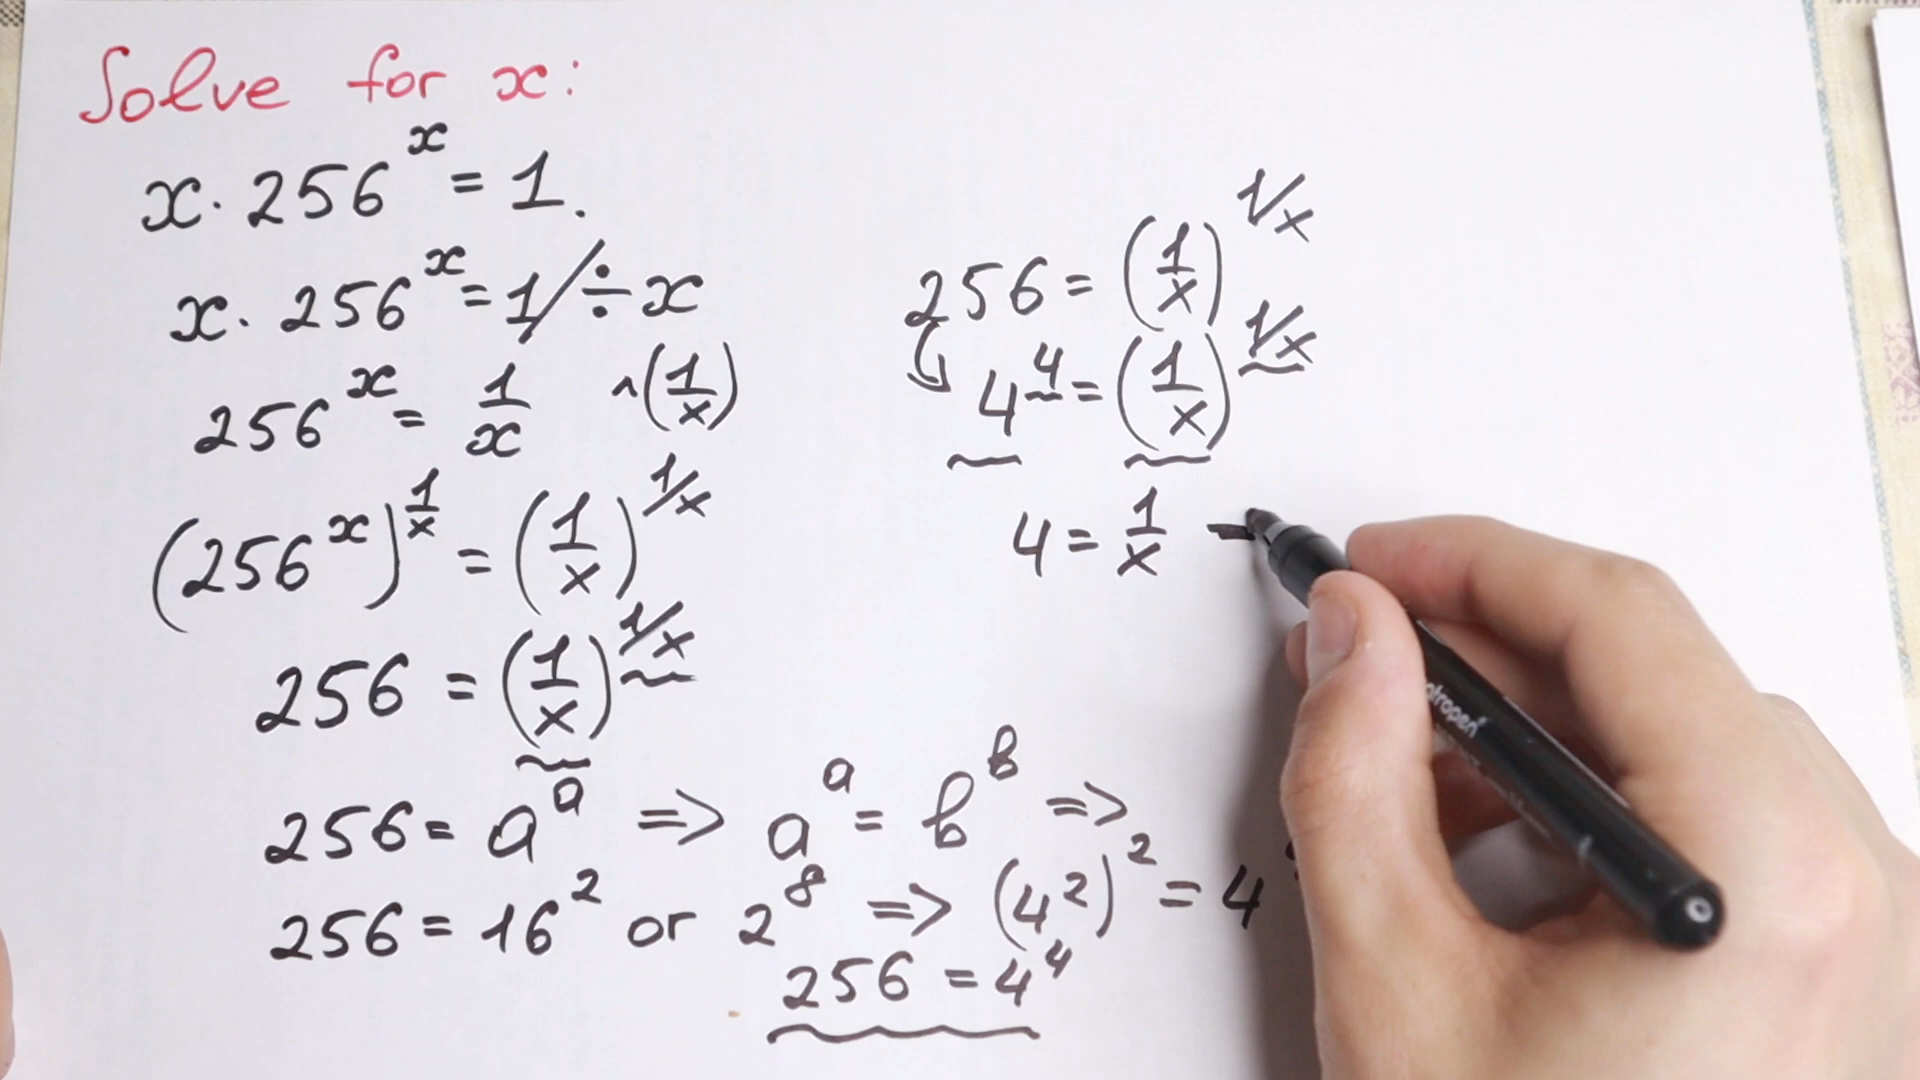 Solve for x:
x · 256^x = 1.
x · 256^x = 1 / ÷ x
256^x = 1/x ^(1/x)
(256^x)^(1/x) = (1/x)^(1/x)
256 = (1/x)^(1/x)
256 = a^a => a^a = b^b =>
256 = 16^2 or 2^8 => (4^2)^2 = 4
256 = 4^4
256 = (1/x)^(1/x)
4^4 = (1/x)^(1/x)
4 = 1/x -